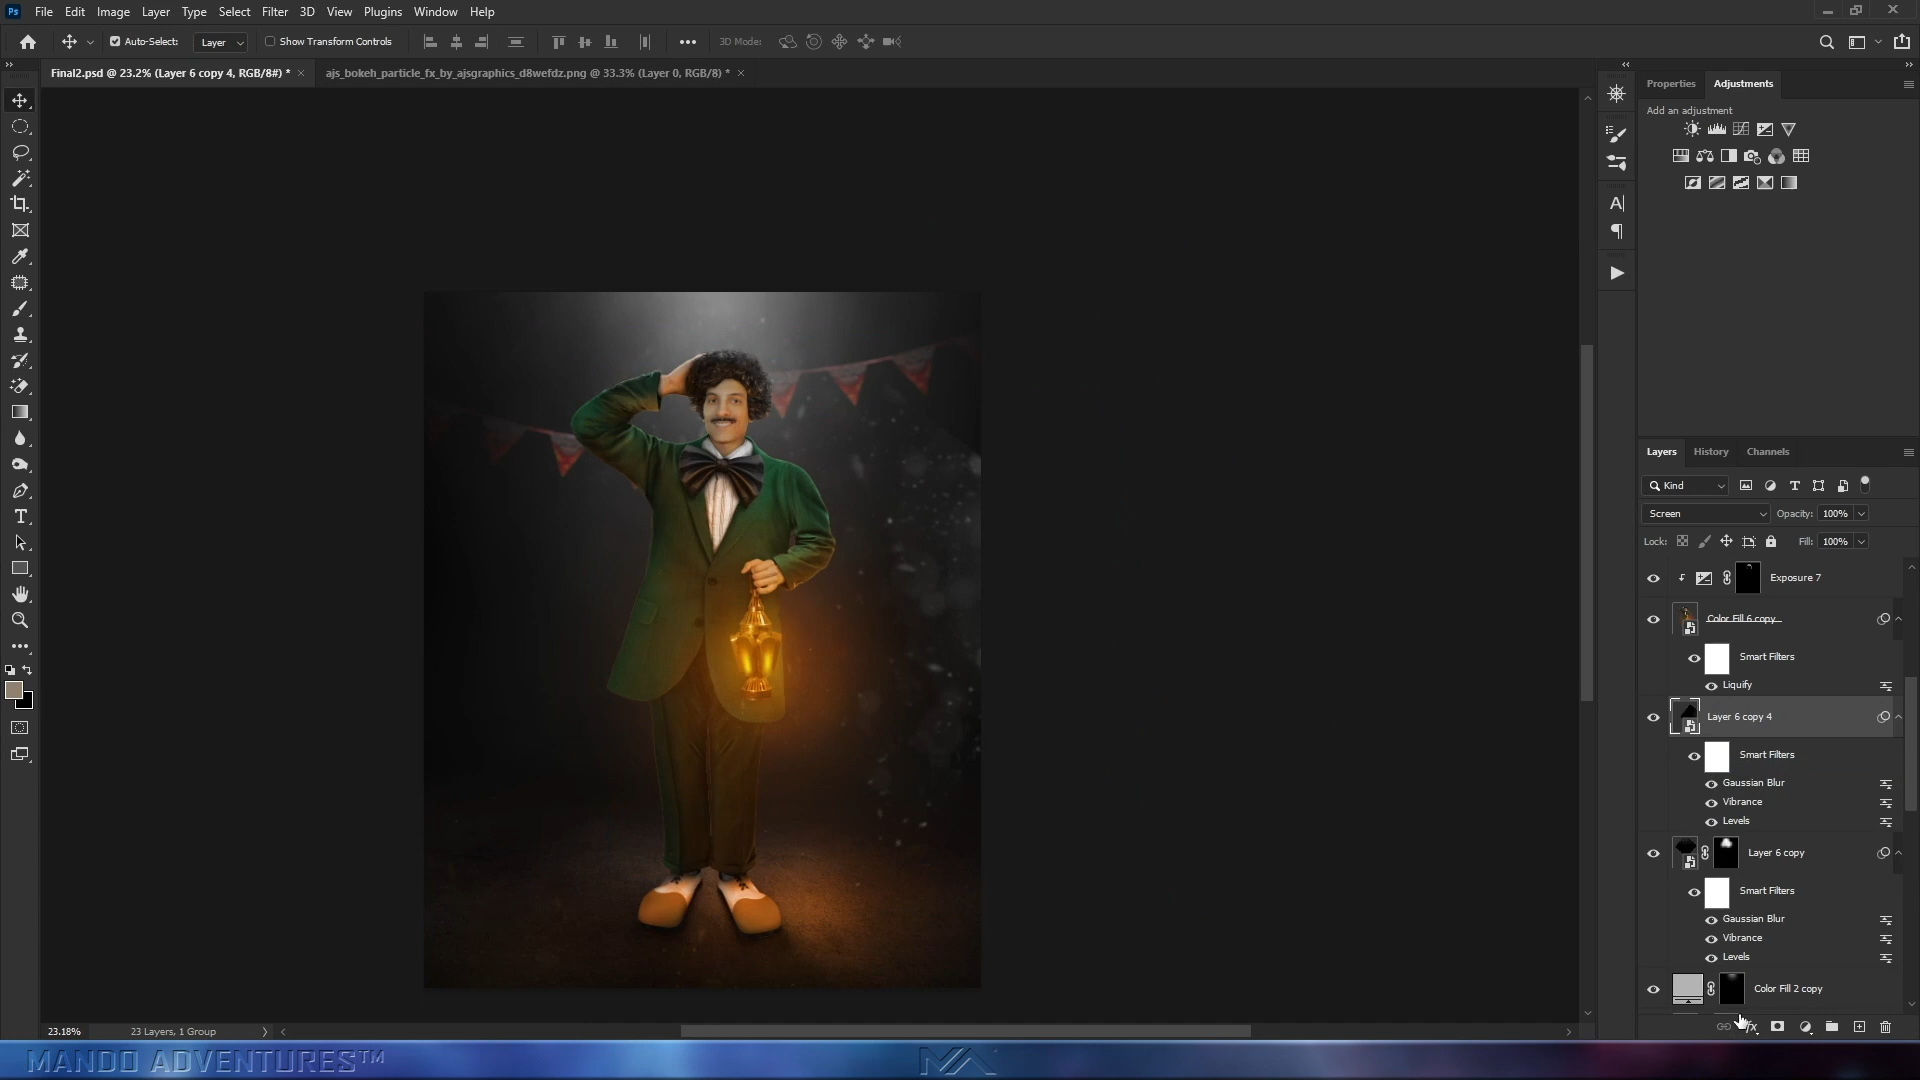 Ps File Edit Image Layer Type Select Filter 3D View Plugins Window Help
Auto-Select: Layer Show Transform Controls 3D Mode:
Final2.psd @ 23.2% (Layer 6 copy 4, RGB/8#) *
ajs_bokeh_particle_fx_by_ajsgraphics_d8wefdz.png @ 33.3% (Layer 0, RGB/8) *
Properties Adjustments
Add an adjustment
Layers History Channels
Kind
Screen Opacity: 100%
Lock: Fill: 100%
Exposure 7
Color Fill 6 copy
Smart Filters
Liquify
Layer 6 copy 4
Smart Filters
Gaussian Blur
Vibrance
Levels
Layer 6 copy
Smart Filters
Gaussian Blur
Vibrance
Levels
Color Fill 2 copy
fx
23.18% 23 Layers, 1 Group
MANDO ADVENTURES™
MA